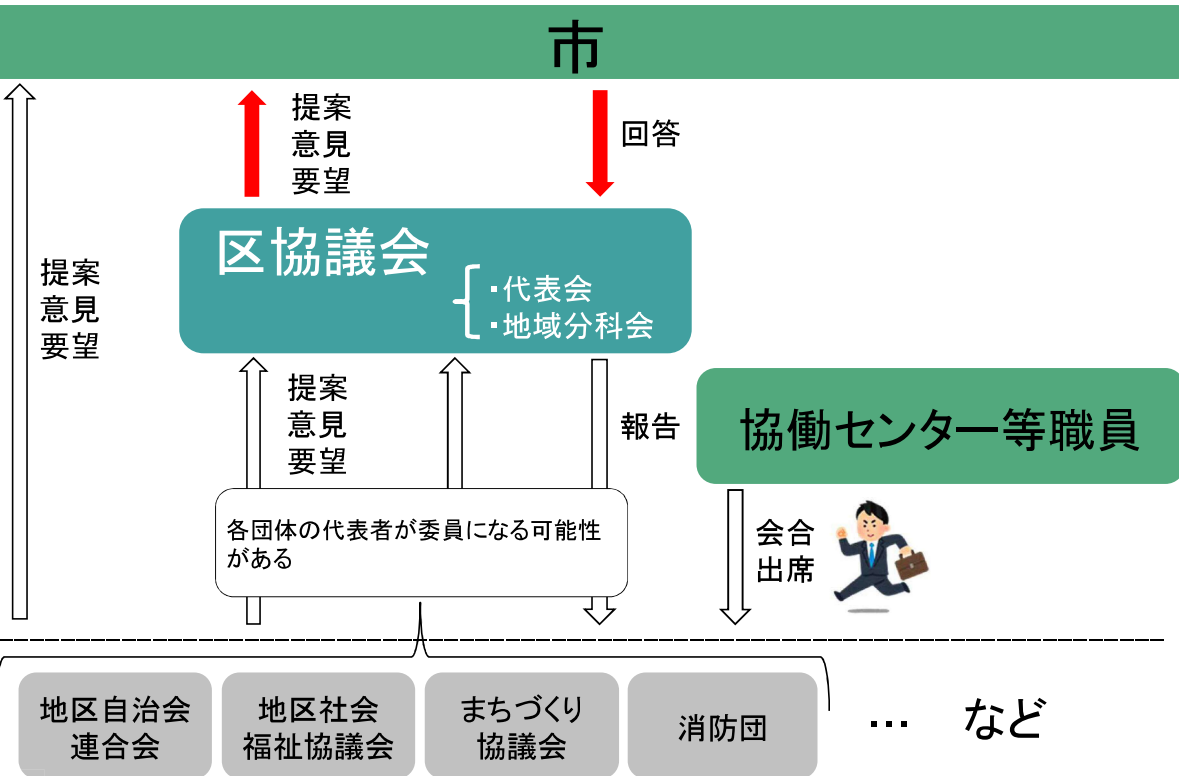 市
提案
意見
要望
回答
区協議会
・代表会
・地域分科会
提案
意見
要望
提案
意見
要望
報告
協働センター等職員
各団体の代表者が委員になる可能性
がある
会合
出席
地区自治会
連合会
地区社会
福祉協議会
まちづくり
協議会
消防団
… など